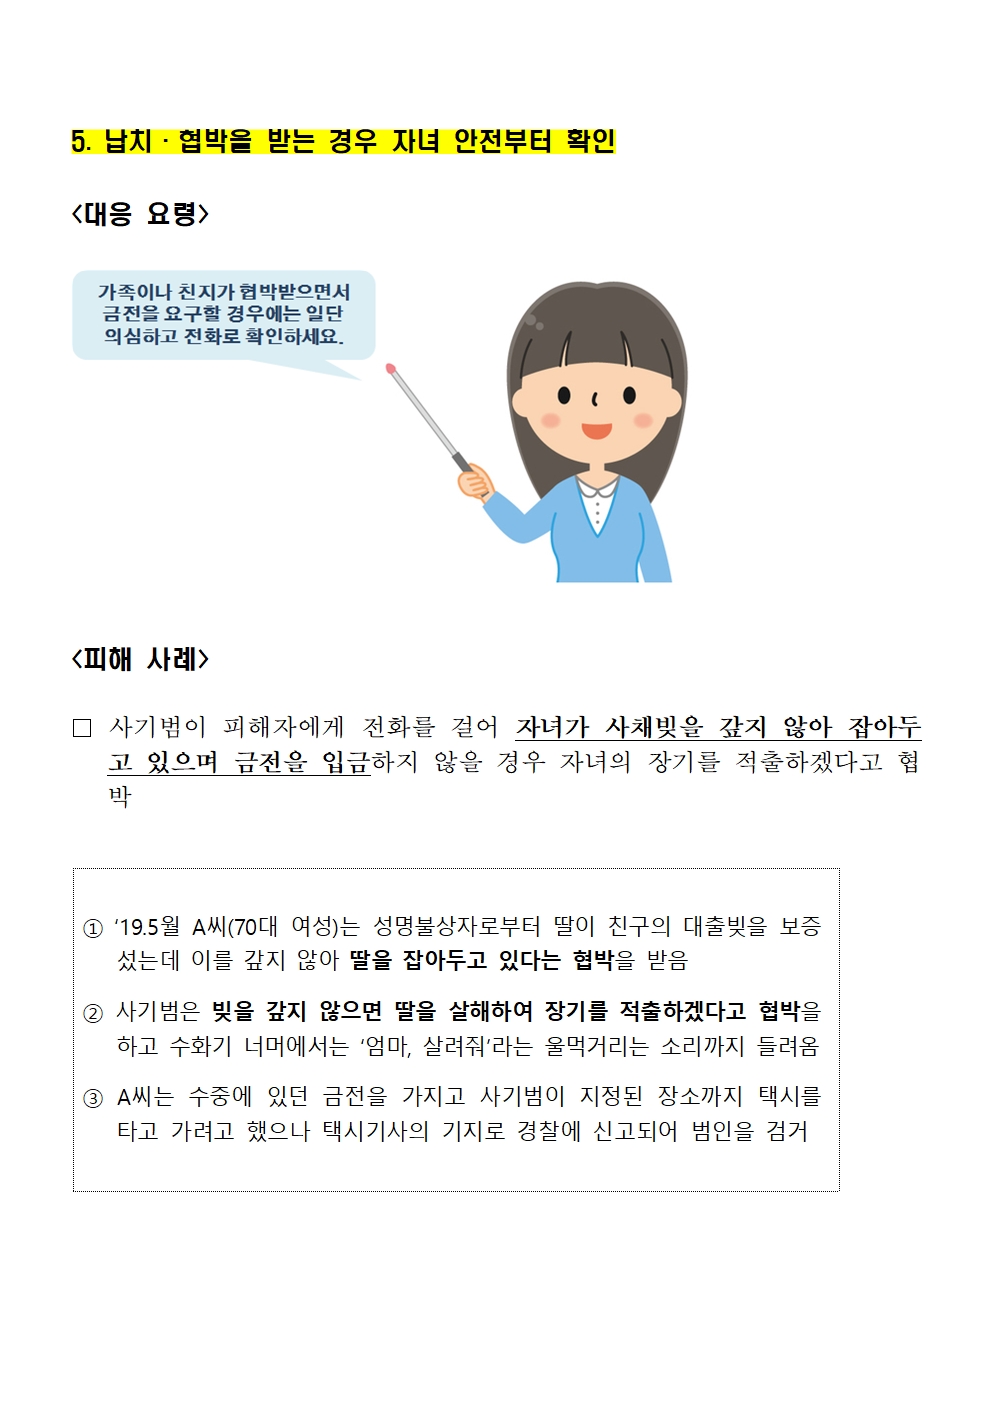 5. 납치 · 협박을 받는 경우 자녀 안전부터 확인
<대응 요령>
가족이나 친지가 협박받으면서
금전을 요구할 경우에는 일단
의심하고 전화로 확인하세요.
<피해 사례>
□ 사기범이 피해자에게 전화를 걸어 자녀가 사채빚을 갚지 않아 잡아두
고 있으며 금전을 입금하지 않을 경우 자녀의 장기를 적출하겠다고 협
박
① ‘19.5월 A씨(70대 여성)는 성명불상자로부터 딸이 친구의 대출빚을 보증
섰는데 이를 갚지 않아 딸을 잡아두고 있다는 협박을 받음
② 사기범은 빚을 갚지 않으면 딸을 살해하여 장기를 적출하겠다고 협박을
하고 수화기 너머에서는 ‘엄마, 살려줘’라는 울먹거리는 소리까지 들려옴
③ A씨는 수중에 있던 금전을 가지고 사기범이 지정된 장소까지 택시를
타고 가려고 했으나 택시기사의 기지로 경찰에 신고되어 범인을 검거